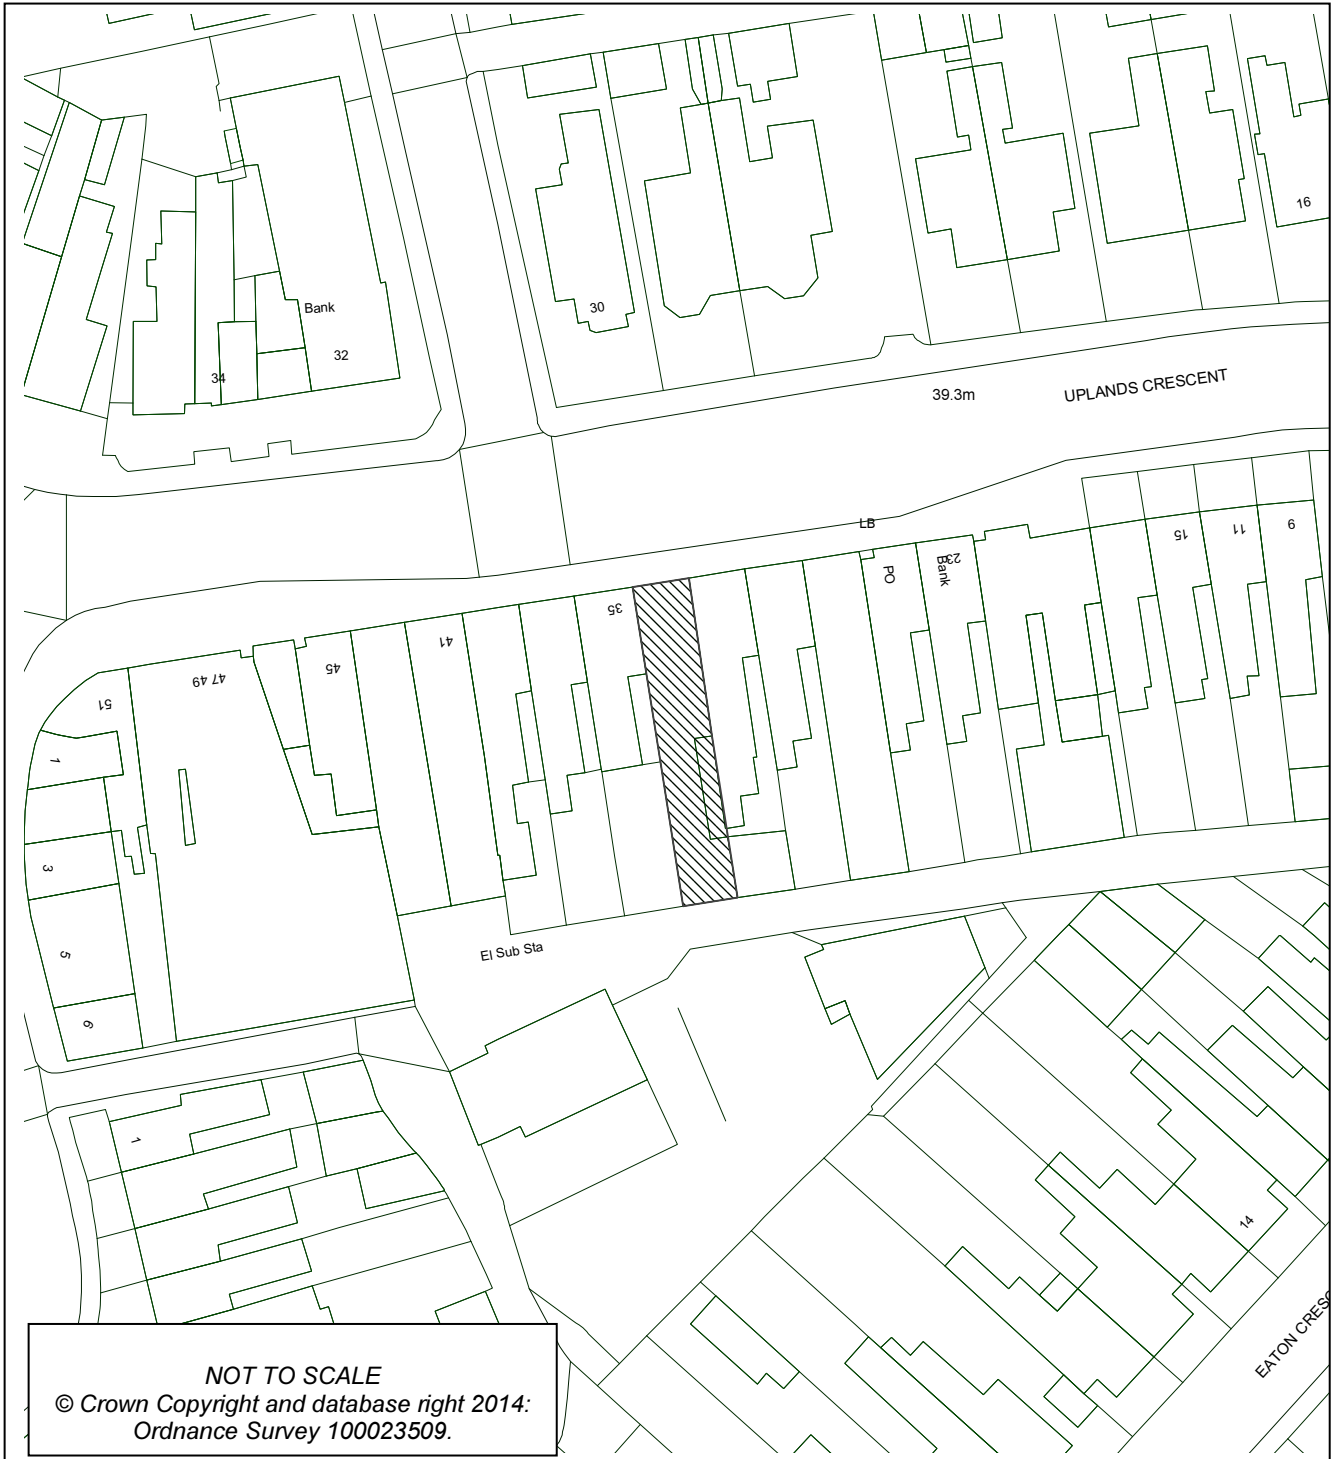 16
Bank
30
32
34
39.3m
UPLANDS CRESCENT
LB
PO
Bank
23
15
11
9
35
41
45
47 49
51
1
3
5
6
El Sub Sta
1
14
EATON CRESC
NOT TO SCALE
© Crown Copyright and database right 2014:
Ordnance Survey 100023509.